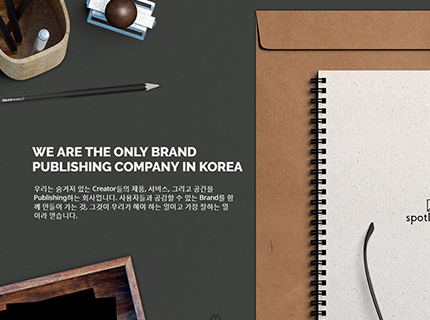 WE ARE THE ONLY BRAND
PUBLISHING COMPANY IN KOREA
우리는 숨겨져 있는 Creator들의 제품, 서비스, 그리고 공간을
Publishing하는 회사입니다. 사용자들과 공감할 수 있는 Brand를 함
께 만들어 가는 것, 그것이 우리가 해야 하는 일이고 가장 잘하는 일
이라 믿습니다.